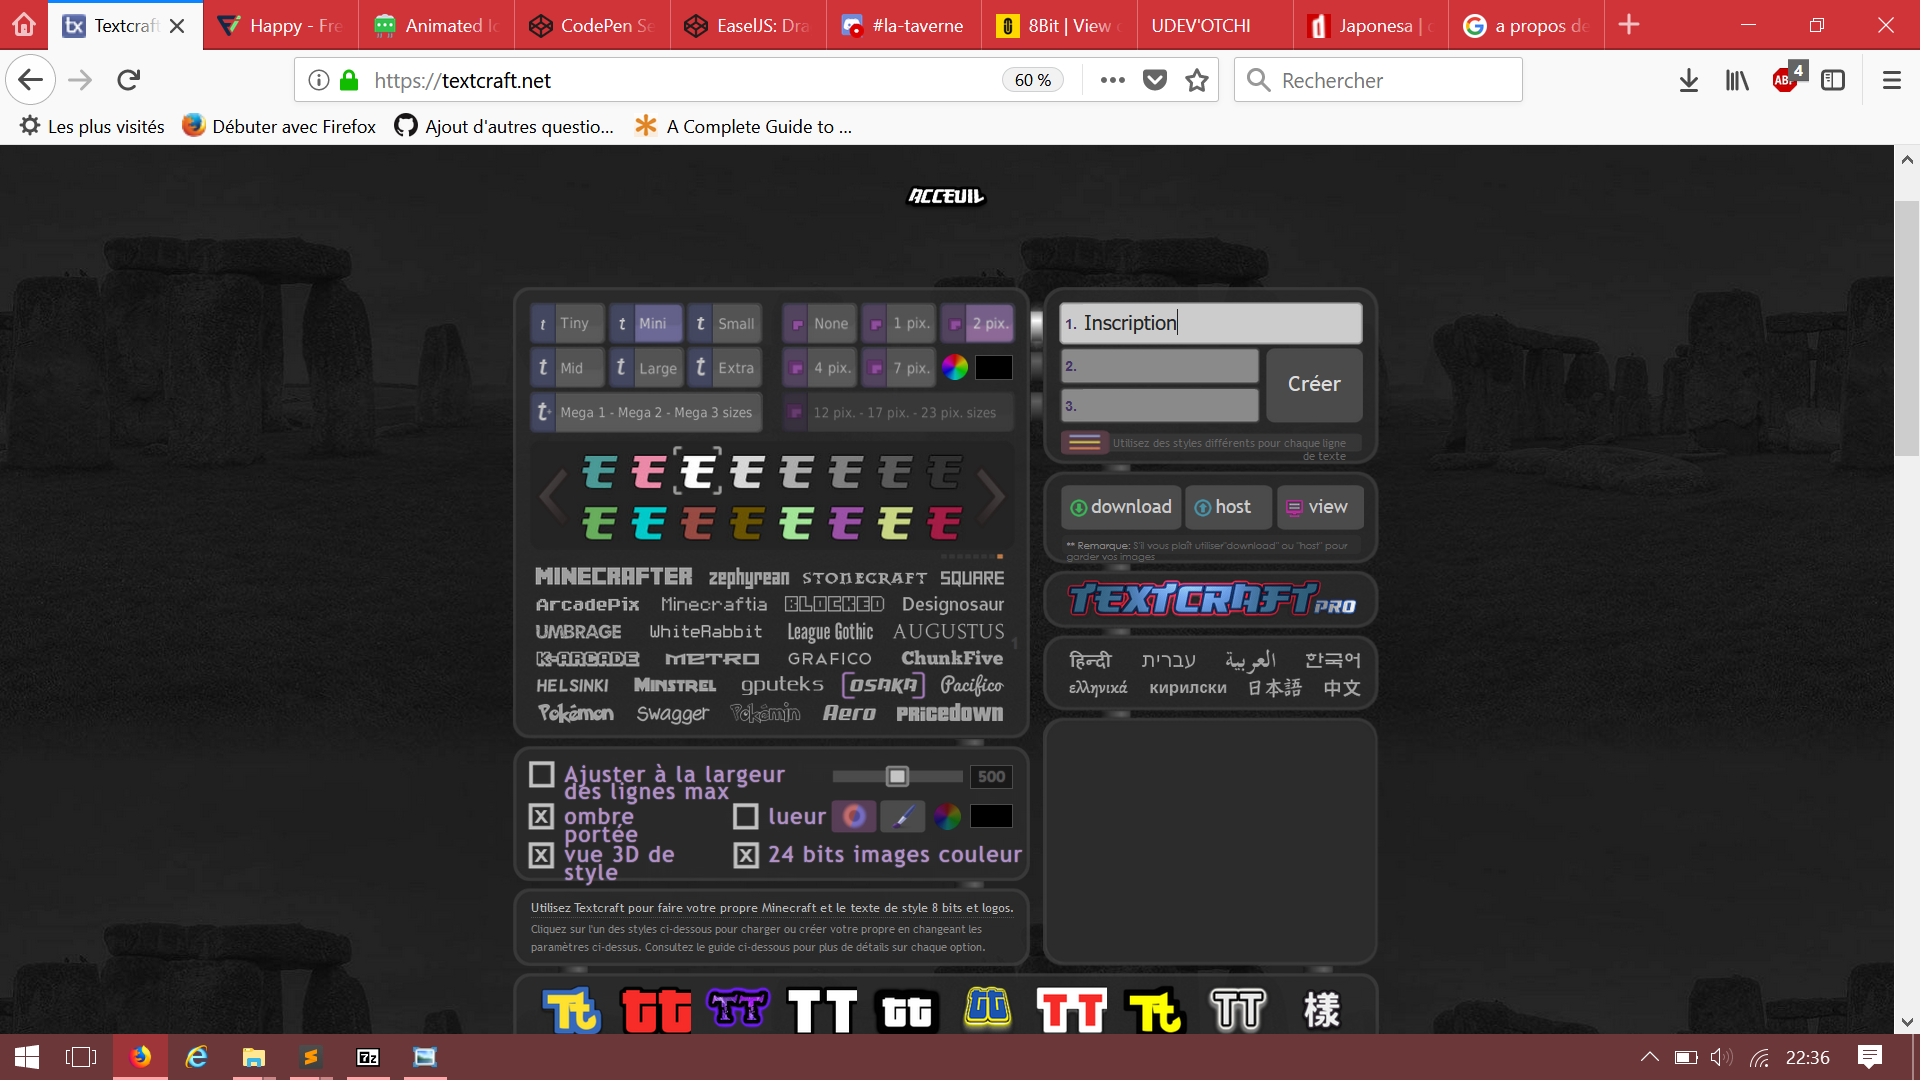 Textcraft
Happy - Fre
Animated Ic
CodePen Se
EaselJS: Dra
#la-taverne
8Bit | View
UDEV'OTCHI
Japonesa |
a propos de
https://textcraft.net
60 %
Rechercher
ABP
4
Les plus visités
Débuter avec Firefox
Ajout d'autres questio...
A Complete Guide to ...
ACCEUIL
t Tiny
t Mini
t Small
None
1 pix.
2 pix.
t Mid
t Large
t Extra
4 pix.
7 pix.
t+ Mega 1 - Mega 2 - Mega 3 sizes
12 pix. - 17 pix. - 23 pix. sizes
t t t t t t t t
t t t t t t t t
MINECRAFTER zephyrean STONECRAFT SQUARE
ArcadePix Minecraftia BLOCKED Designosaur
UMBRAGE WhiteRabbit League Gothic AUGUSTUS
1
K-ARCADE METRO GRAFICO ChunkFive
HELSINKI MINSTREL gputeks OSAKA Pacifico
Pokémon Swagger Pokémin Aero PRICEDOWN
1. Inscription
2.
3.
Créer
Utilisez des styles différents pour chaque ligne
de texte
download
host
view
** Remarque: S'il vous plaît utiliser"download" ou "host" pour
garder vos images
TEXTCRAFT PRO
हिन्दी עברית العربية 한국어
ελληνικά кирилски 日本語 中文
Ajuster à la largeur
des lignes max
500
ombre
portée
lueur
vue 3D de
style
24 bits images couleur
Utilisez Textcraft pour faire votre propre Minecraft et le texte de style 8 bits et logos.
Cliquez sur l'un des styles ci-dessous pour charger ou créer votre propre en changeant les
paramètres ci-dessus. Consultez le guide ci-dessous pour plus de détails sur chaque option.
Tt tt TT TT tt tt TT Tt TT 樣
7z
22:36